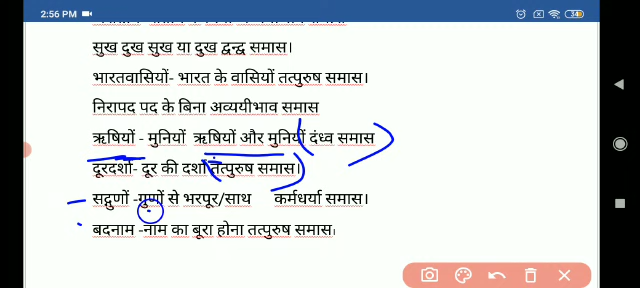 2:56 PM
34
सुख दुख सुख या दुख द्वन्द्व समास।
भारतवासियों- भारत के वासियों तत्पुरुष समास।
निरापद पद के बिना अव्ययीभाव समास
ऋषियों - मुनियों ऋषियों और मुनियों दंध्व समास
दूरदर्शी- दूर की दर्शी तत्पुरुष समास।
सद्गुणों -गुणों से भरपूर/साथ कर्मधर्या समास।
बदनाम -नाम का बूरा होना तत्पुरुष समास।